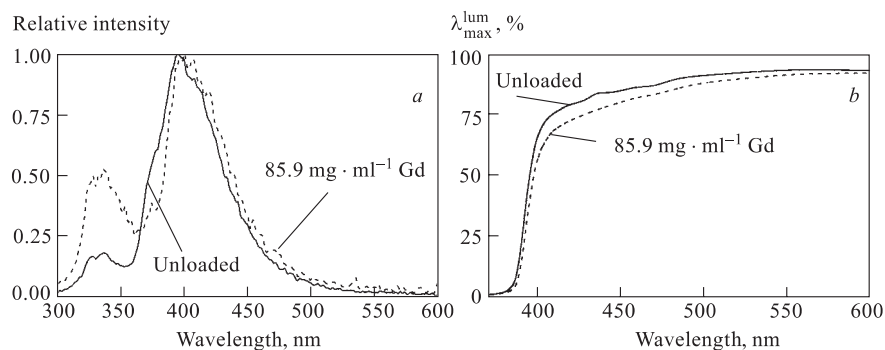 Relative intensity
1.00
0.75
0.50
0.25
0.00
300
350
400
450
500
550
600
Wavelength, nm
a
85.9 mg · ml⁻¹ Gd
Unloaded
λ lum max, %
100
75
50
25
0
400
450
500
550
600
Wavelength, nm
b
Unloaded
85.9 mg · ml⁻¹ Gd